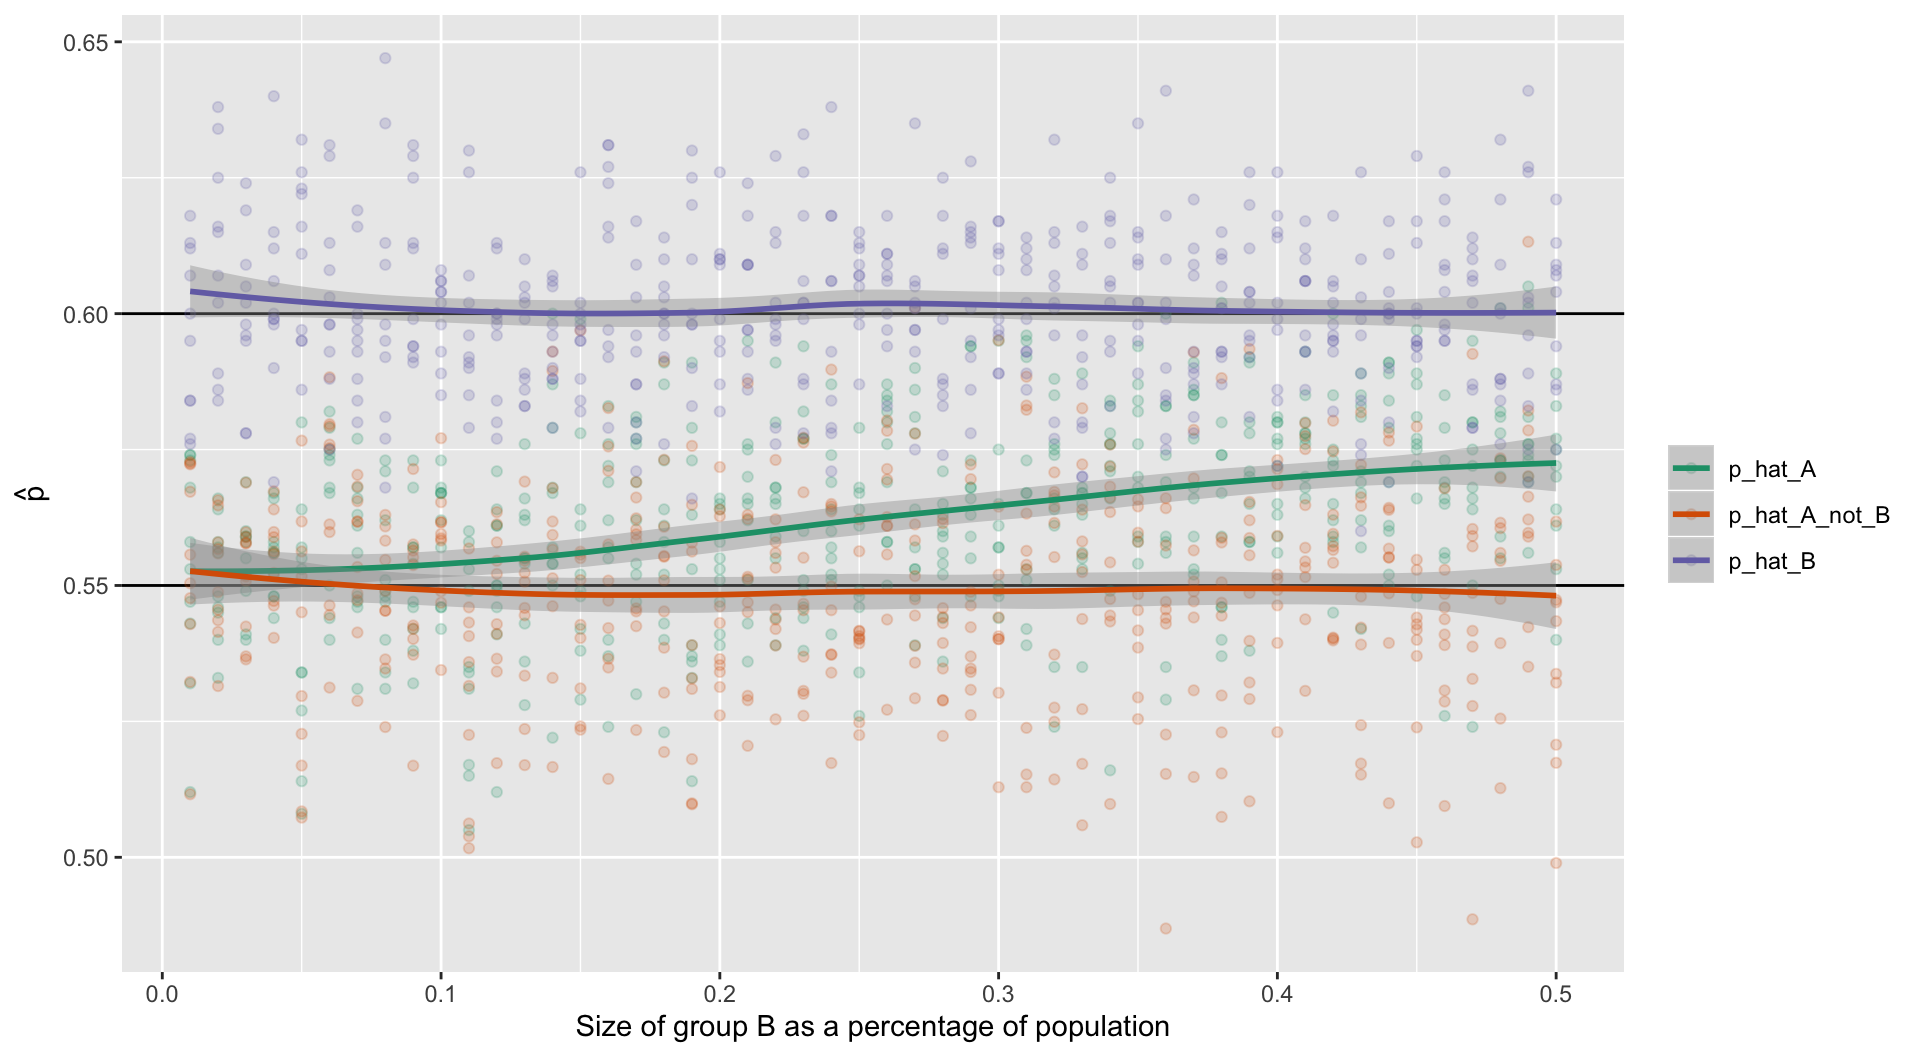 0.65
0.60
0.55
0.50
p̂
0.0 0.1 0.2 0.3 0.4 0.5
Size of group B as a percentage of population
p_hat_A
p_hat_A_not_B
p_hat_B